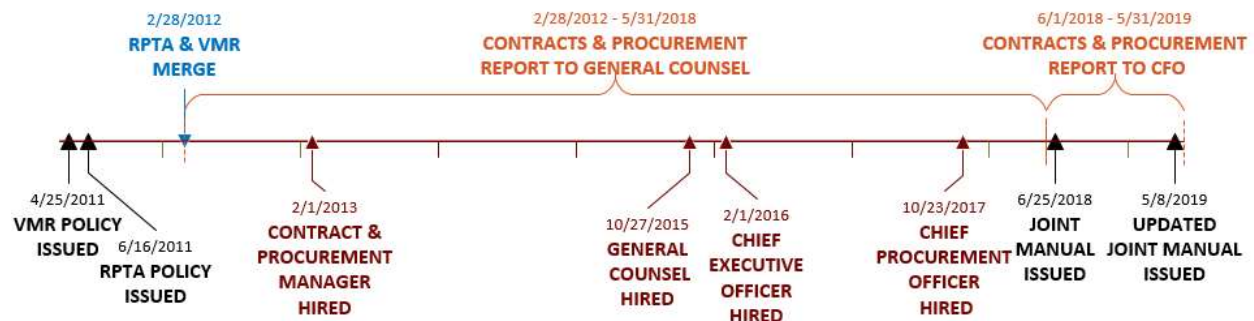 2/28/2012
RPTA & VMR
MERGE
2/28/2012 - 5/31/2018
CONTRACTS & PROCUREMENT
REPORT TO GENERAL COUNSEL
6/1/2018 - 5/31/2019
CONTRACTS & PROCUREMENT
REPORT TO CFO
4/25/2011
VMR POLICY
ISSUED
6/16/2011
RPTA POLICY
ISSUED
2/1/2013
CONTRACT &
PROCUREMENT
MANAGER
HIRED
10/27/2015
GENERAL
COUNSEL
HIRED
2/1/2016
CHIEF
EXECUTIVE
OFFICER
HIRED
10/23/2017
CHIEF
PROCUREMENT
OFFICER
HIRED
6/25/2018
JOINT
MANUAL
ISSUED
5/8/2019
UPDATED
JOINT MANUAL
ISSUED